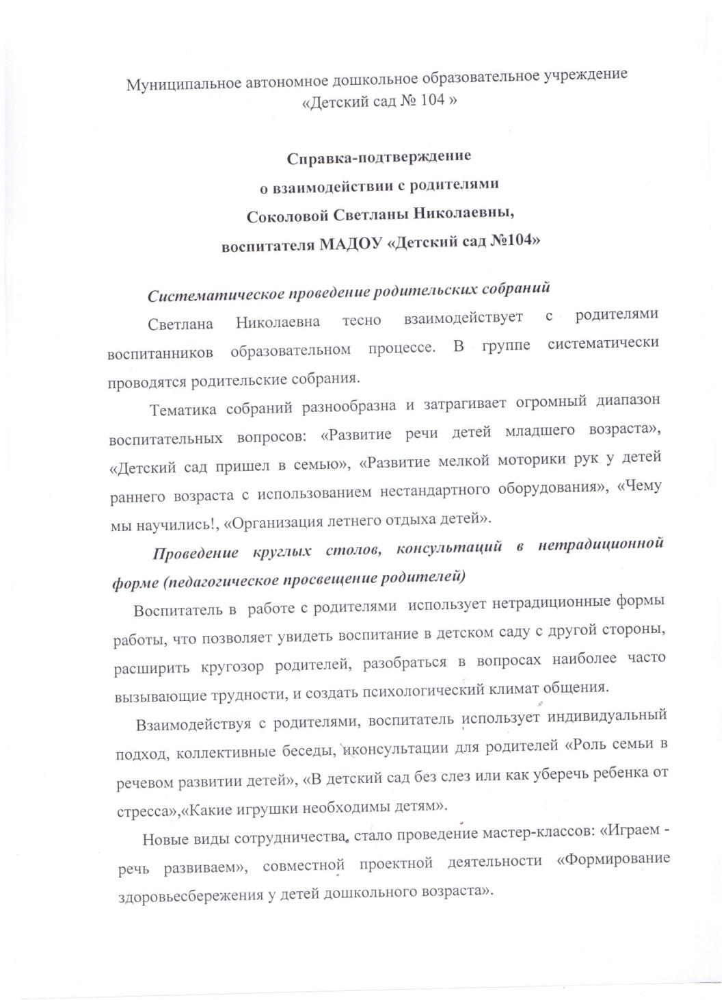 Муниципальное автономное дошкольное образовательное учреждение
«Детский сад № 104 »
Справка-подтверждение
о взаимодействии с родителями
Соколовой Светланы Николаевны,
воспитателя МАДОУ «Детский сад №104»
Систематическое проведение родительских собраний
Светлана Николаевна тесно взаимодействует с родителями
воспитанников образовательном процессе. В группе систематически
проводятся родительские собрания.
Тематика собраний разнообразна и затрагивает огромный диапазон
воспитательных вопросов: «Развитие речи детей младшего возраста»,
«Детский сад пришел в семью», «Развитие мелкой моторики рук у детей
раннего возраста с использованием нестандартного оборудования», «Чему
мы научились!, «Организация летнего отдыха детей».
Проведение круглых столов, консультаций в нетрадиционной
форме (педагогическое просвещение родителей)
Воспитатель в работе с родителями использует нетрадиционные формы
работы, что позволяет увидеть воспитание в детском саду с другой стороны,
расширить кругозор родителей, разобраться в вопросах наиболее часто
вызывающие трудности, и создать психологический климат общения.
Взаимодействуя с родителями, воспитатель использует индивидуальный
подход, коллективные беседы, иконсультации для родителей «Роль семьи в
речевом развитии детей», «В детский сад без слез или как уберечь ребенка от
стресса»,«Какие игрушки необходимы детям».
Новые виды сотрудничества, стало проведение мастер-классов: «Играем -
речь развиваем», совместной проектной деятельности «Формирование
здоровьесбережения у детей дошкольного возраста».